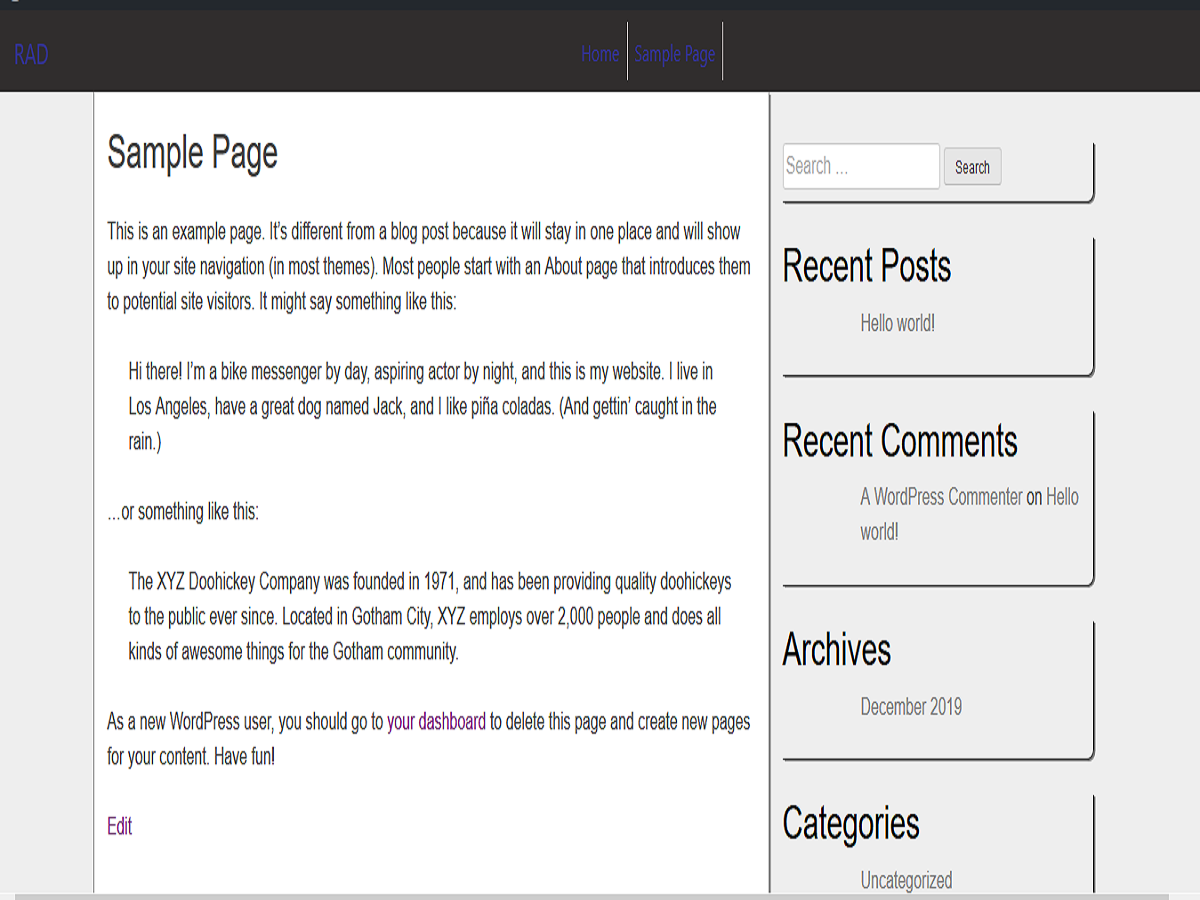 RAD
Home
Sample Page
Sample Page
This is an example page. It’s different from a blog post because it will stay in one place and will show
up in your site navigation (in most themes). Most people start with an About page that introduces them
to potential site visitors. It might say something like this:
Hi there! I’m a bike messenger by day, aspiring actor by night, and this is my website. I live in
Los Angeles, have a great dog named Jack, and I like piña coladas. (And gettin’ caught in the
rain.)
…or something like this:
The XYZ Doohickey Company was founded in 1971, and has been providing quality doohickeys
to the public ever since. Located in Gotham City, XYZ employs over 2,000 people and does all
kinds of awesome things for the Gotham community.
As a new WordPress user, you should go to your dashboard to delete this page and create new pages
for your content. Have fun!
Edit
Search …
Search
Recent Posts
Hello world!
Recent Comments
A WordPress Commenter on Hello
world!
Archives
December 2019
Categories
Uncategorized